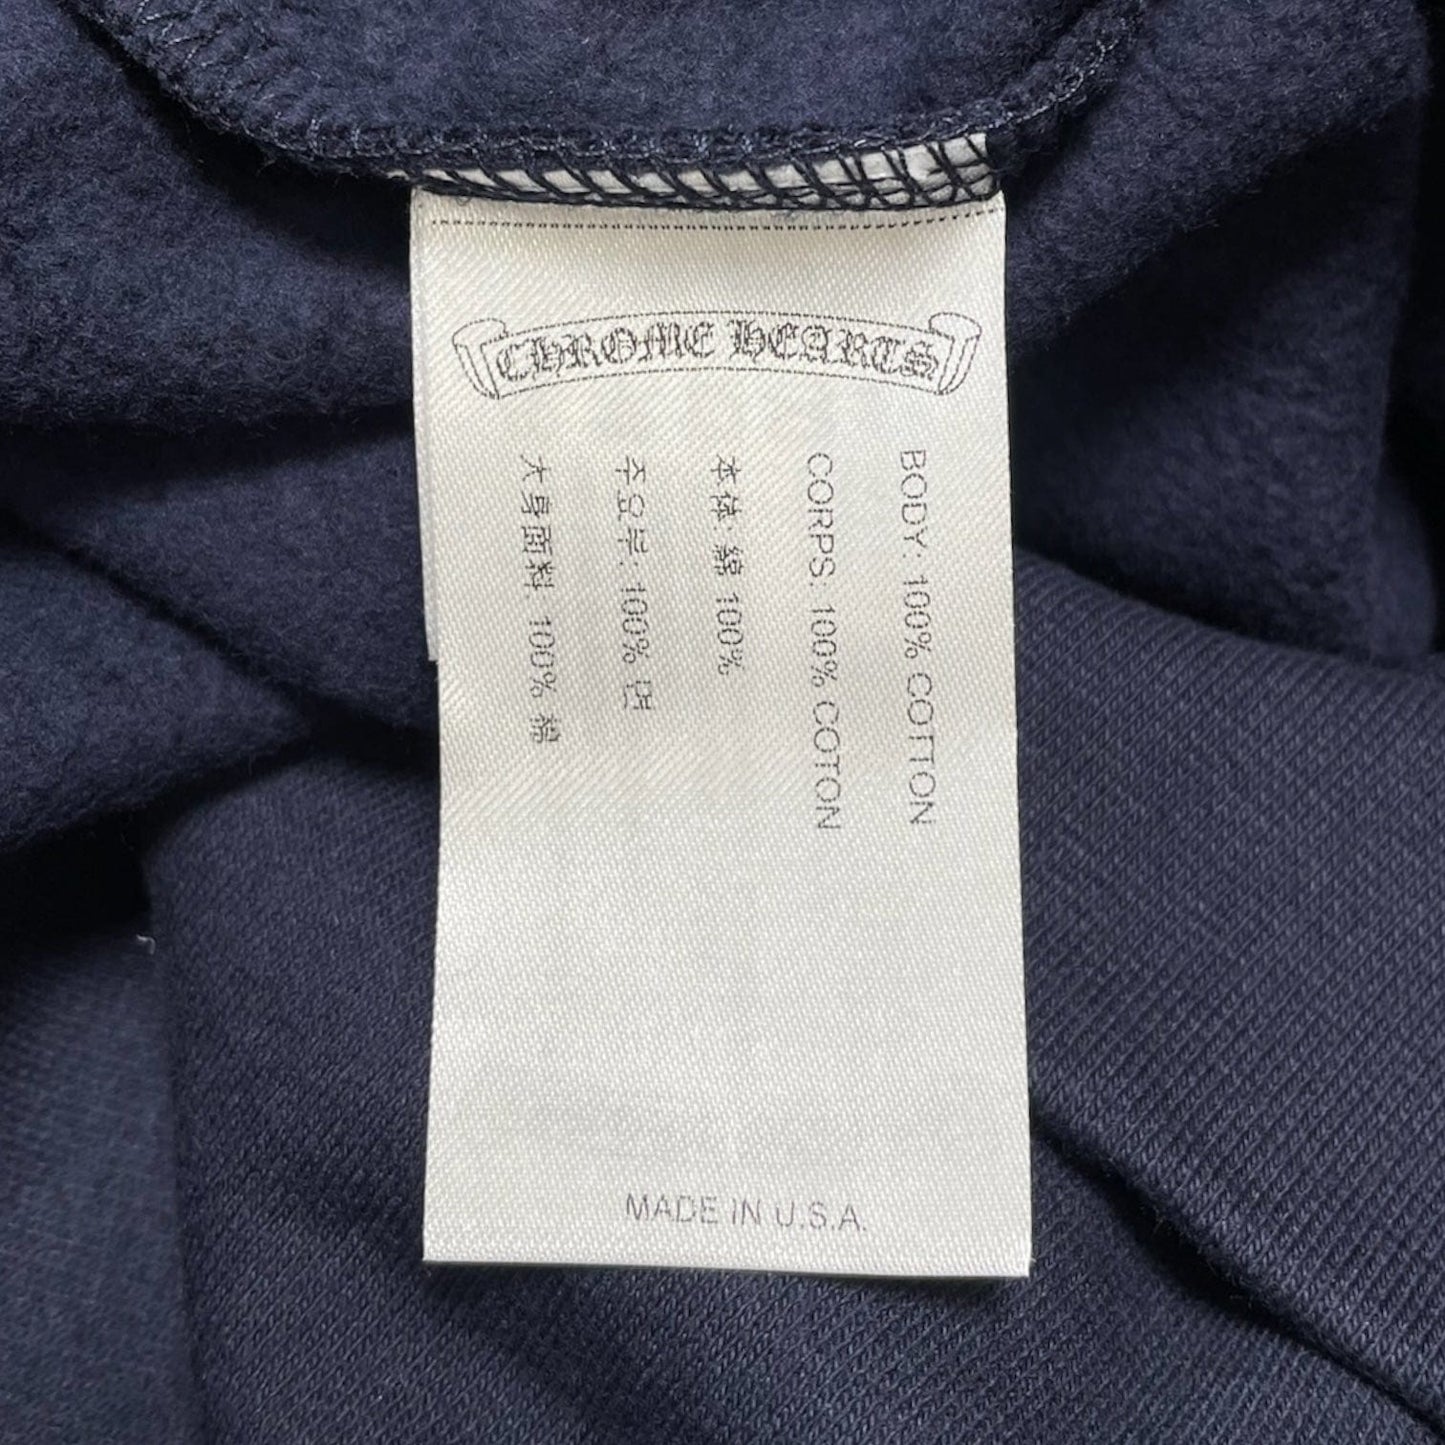 CHROME HEARTS
BODY: 100% COTTON
CORPS: 100% COTON
本体: 綿 100%
주요부: 100% 면
大身面料: 100% 棉
MADE IN U.S.A.